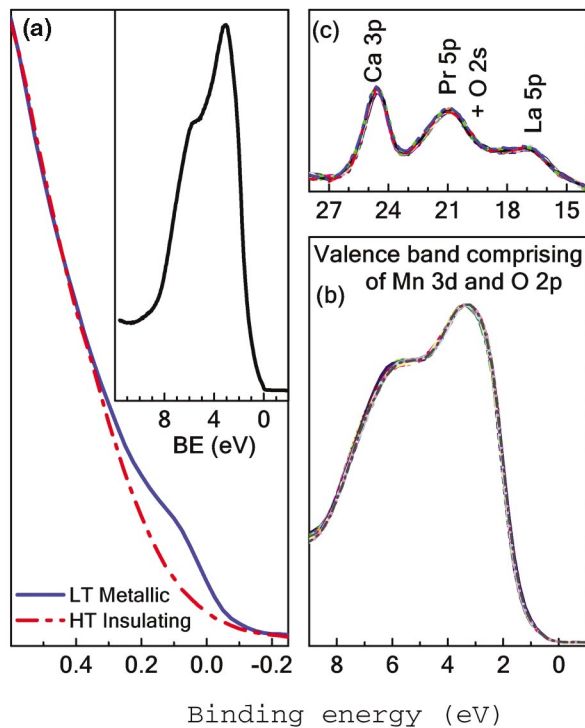 (a)
8 4 0
BE (eV)
LT Metallic
HT Insulating
0.4 0.2 0.0 -0.2
(c)
Ca 3p
Pr 5p
+ O 2s
La 5p
27 24 21 18 15
Valence band comprising
of Mn 3d and O 2p
(b)
8 6 4 2 0
Binding energy (eV)